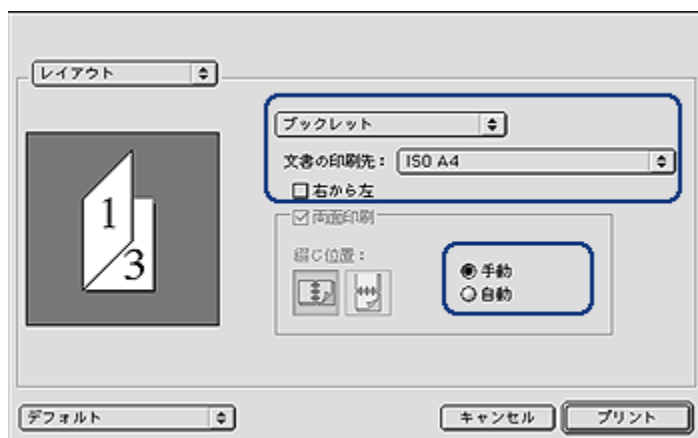 レイアウト
ブックレット
文書の印刷先： ISO A4
右から左
両面印刷
綴じ位置：
手動
自動
1
3
デフォルト
キャンセル
プリント